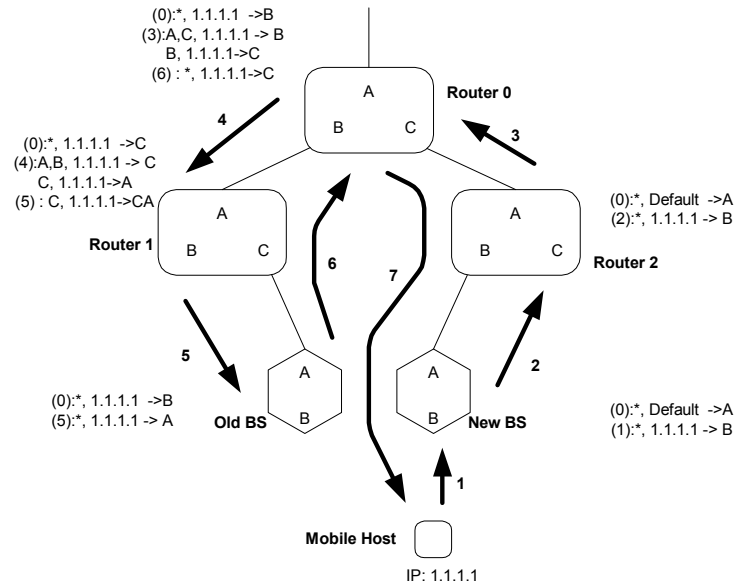 (0):*, 1.1.1.1 ->B
(3):A,C, 1.1.1.1 -> B
B, 1.1.1.1->C
(6) : *, 1.1.1.1->C
A
B C
Router 0
4
3
(0):*, 1.1.1.1 ->C
(4):A,B, 1.1.1.1 -> C
C, 1.1.1.1->A
(5) : C, 1.1.1.1->CA
A
B C
Router 1
6
7
A
B C
Router 2
(0):*, Default ->A
(2):*, 1.1.1.1 -> B
5
2
(0):*, 1.1.1.1 ->B
(5):*, 1.1.1.1 -> A
A
B
Old BS
A
B
New BS
(0):*, Default ->A
(1):*, 1.1.1.1 -> B
1
Mobile Host
IP: 1.1.1.1